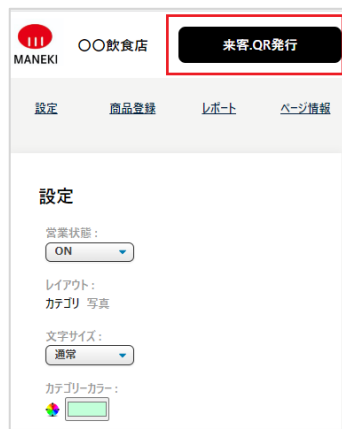 MANEKI
〇〇飲食店
来客.QR発行
設定 商品登録 レポート ページ情報
設定
営業状態 :
ON
レイアウト :
カテゴリ 写真
文字サイズ :
通常
カテゴリーカラー :